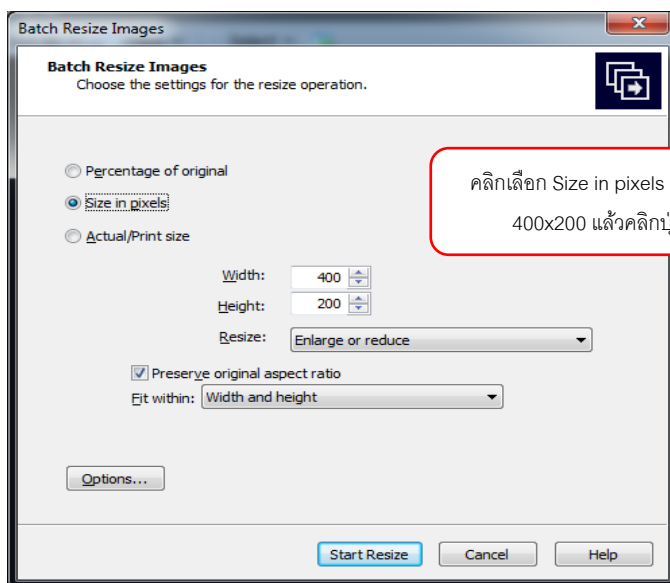 Batch Resize Images
Batch Resize Images
Choose the settings for the resize operation.
Percentage of original
Size in pixels
Actual/Print size
คลิกเลือก Size in pixels
400x200 แล้วคลิก
Width: 400
Height: 200
Resize: Enlarge or reduce
Preserve original aspect ratio
Fit within: Width and height
Options...
Start Resize Cancel Help